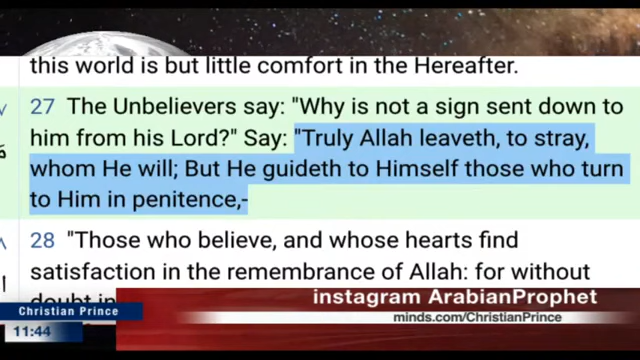 this world is but little comfort in the Hereafter.
27 The Unbelievers say: "Why is not a sign sent down to
him from his Lord?" Say: "Truly Allah leaveth, to stray,
whom He will; But He guideth to Himself those who turn
to Him in penitence,-
28 "Those who believe, and whose hearts find
satisfaction in the remembrance of Allah: for without
doubt in
instagram ArabianProphet
Christian Prince
minds.com/ChristianPrince
11:44